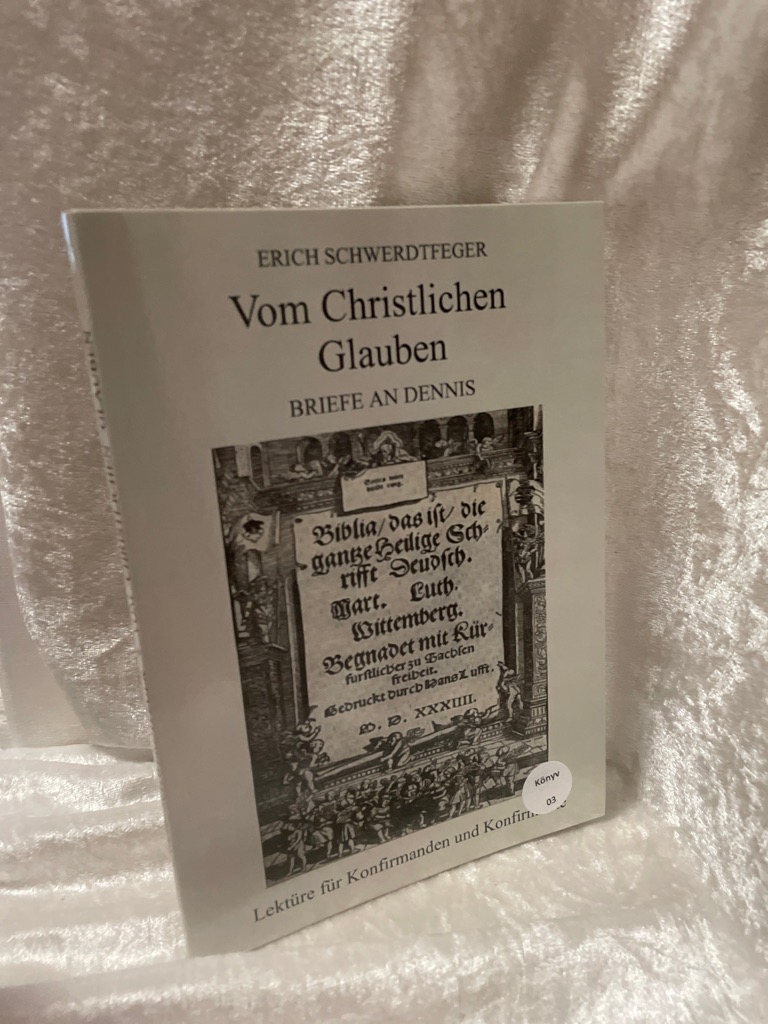 ERICH SCHWERDTFEGER
Vom Christlichen
Glauben
BRIEFE AN DENNIS
Biblia/ das ist/ die
gantze Heilige Sch-
rifft Deudsch.
Mart. Luth.
Wittemberg.
Begnadet mit Kür-
furstlicher zu Sachsen
freiheit.
Gedruckt durch Hans Lufft.
M. D. XXXIIII.
Könyv
03
Lektüre für Konfirmanden und